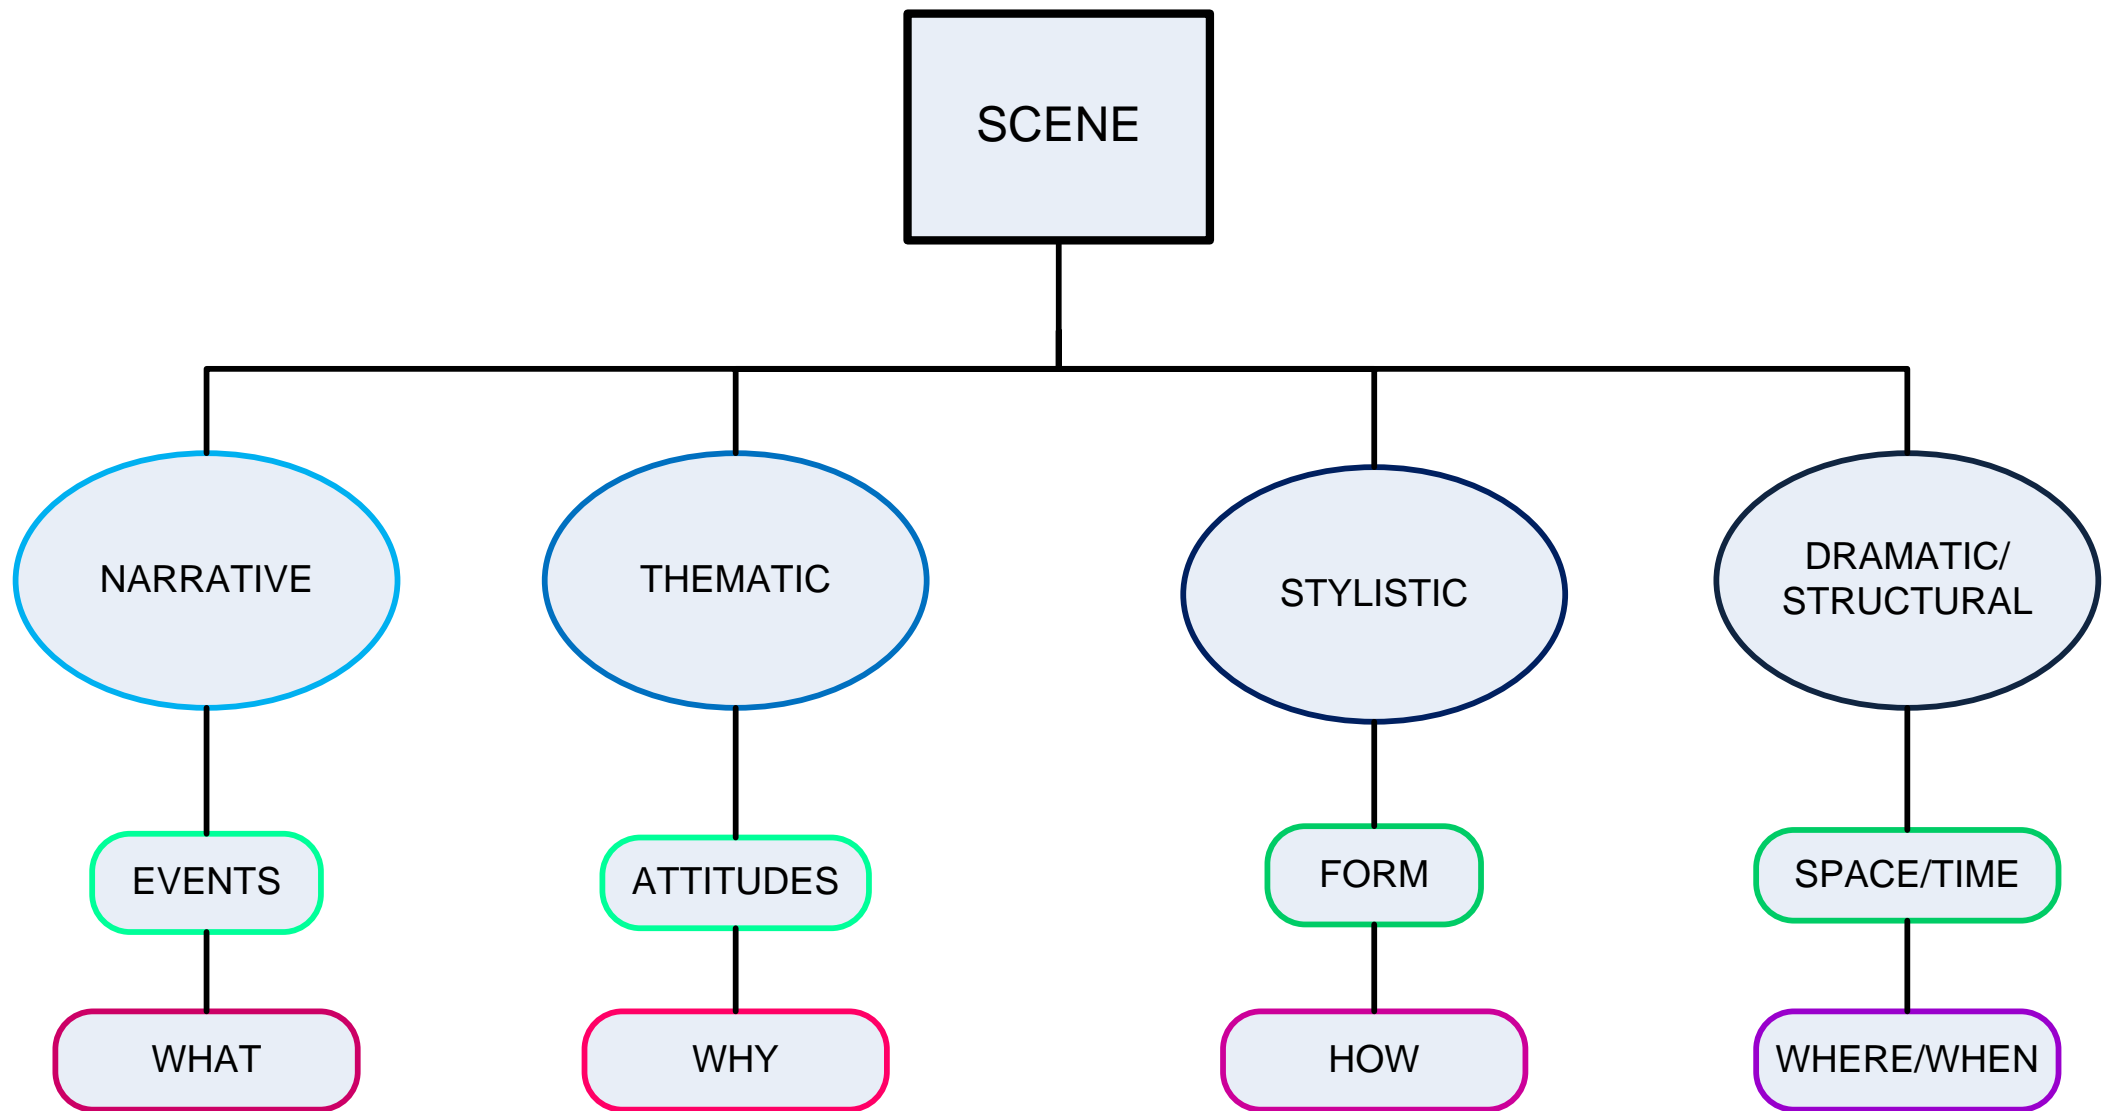 SCENE
NARRATIVE
THEMATIC
STYLISTIC
DRAMATIC/
STRUCTURAL
EVENTS
ATTITUDES
FORM
SPACE/TIME
WHAT
WHY
HOW
WHERE/WHEN